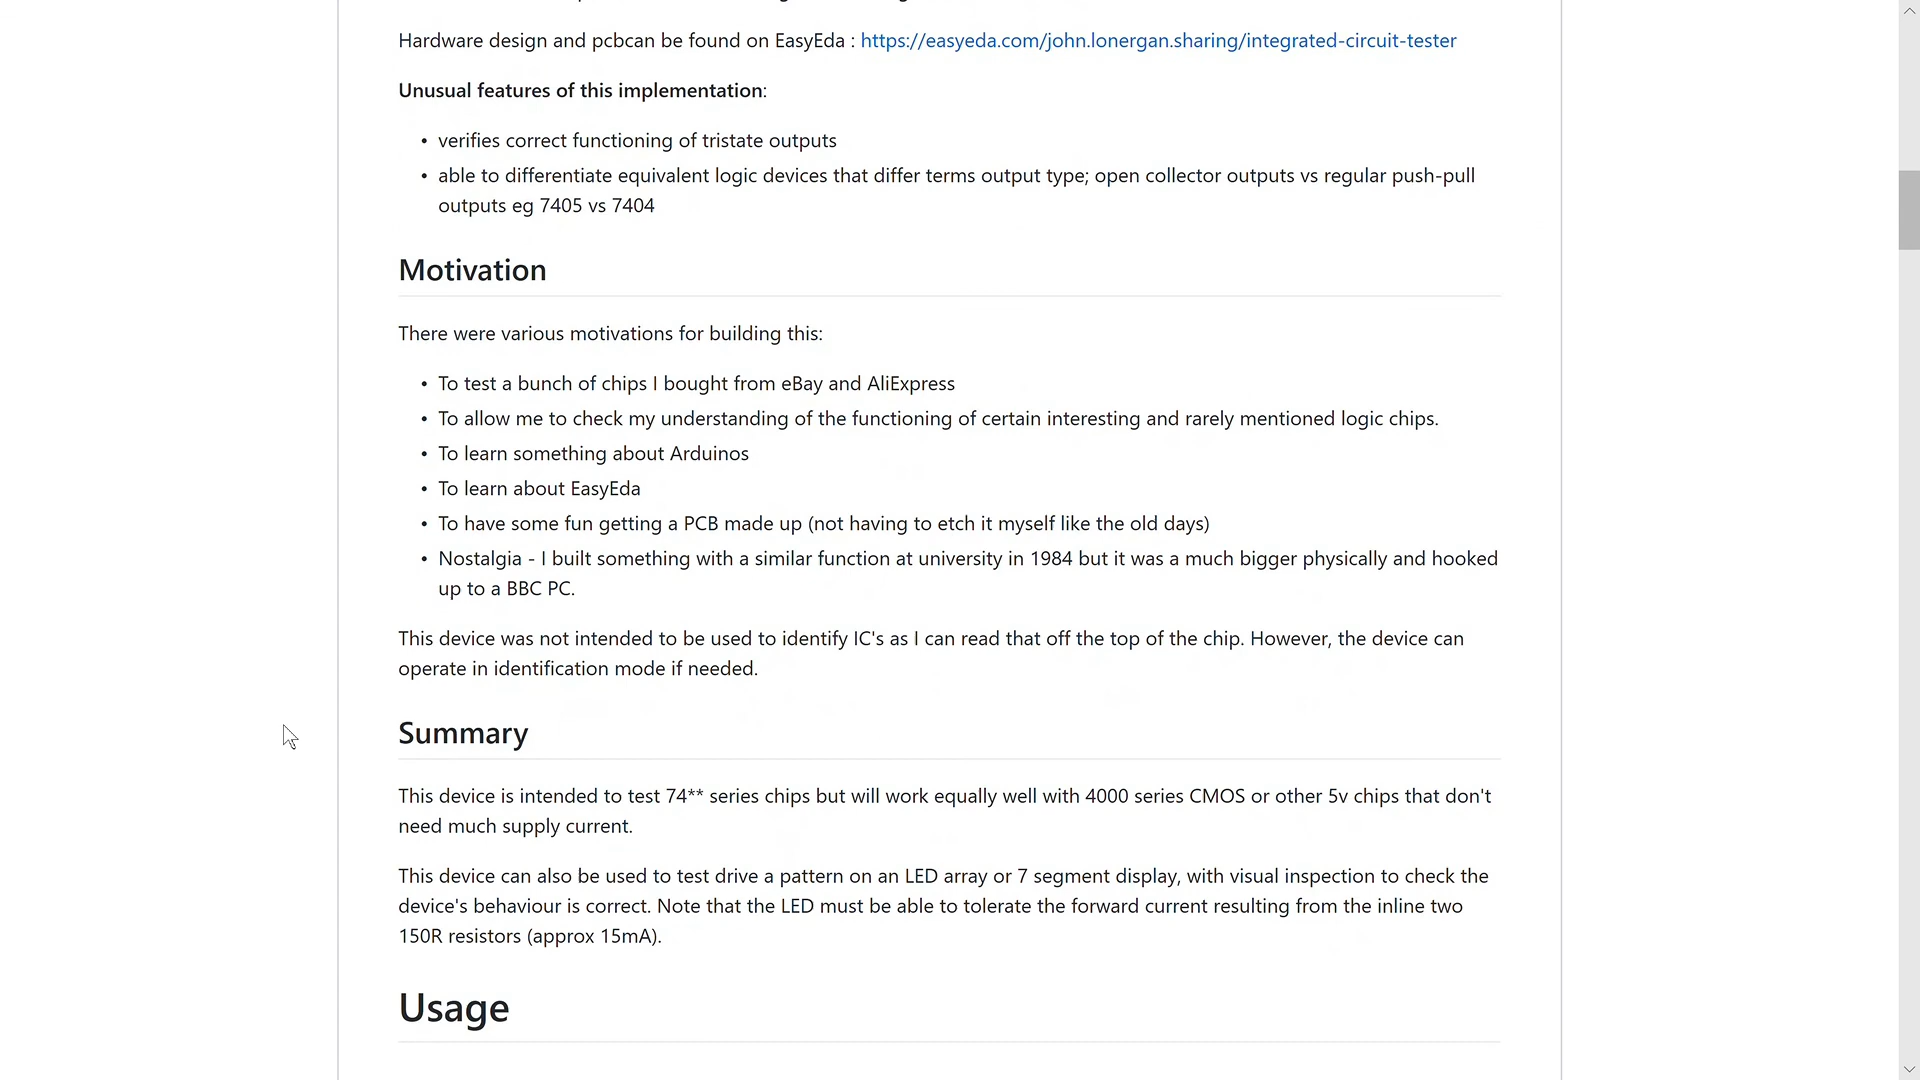 Hardware design and pcbcan be found on EasyEda : https://easyeda.com/john.lonergan.sharing/integrated-circuit-tester
Unusual features of this implementation:
• verifies correct functioning of tristate outputs
• able to differentiate equivalent logic devices that differ terms output type; open collector outputs vs regular push-pull
outputs eg 7405 vs 7404
Motivation
There were various motivations for building this:
• To test a bunch of chips I bought from eBay and AliExpress
• To allow me to check my understanding of the functioning of certain interesting and rarely mentioned logic chips.
• To learn something about Arduinos
• To learn about EasyEda
• To have some fun getting a PCB made up (not having to etch it myself like the old days)
• Nostalgia - I built something with a similar function at university in 1984 but it was a much bigger physically and hooked
up to a BBC PC.
This device was not intended to be used to identify IC's as I can read that off the top of the chip. However, the device can
operate in identification mode if needed.
Summary
This device is intended to test 74** series chips but will work equally well with 4000 series CMOS or other 5v chips that don't
need much supply current.
This device can also be used to test drive a pattern on an LED array or 7 segment display, with visual inspection to check the
device's behaviour is correct. Note that the LED must be able to tolerate the forward current resulting from the inline two
150R resistors (approx 15mA).
Usage